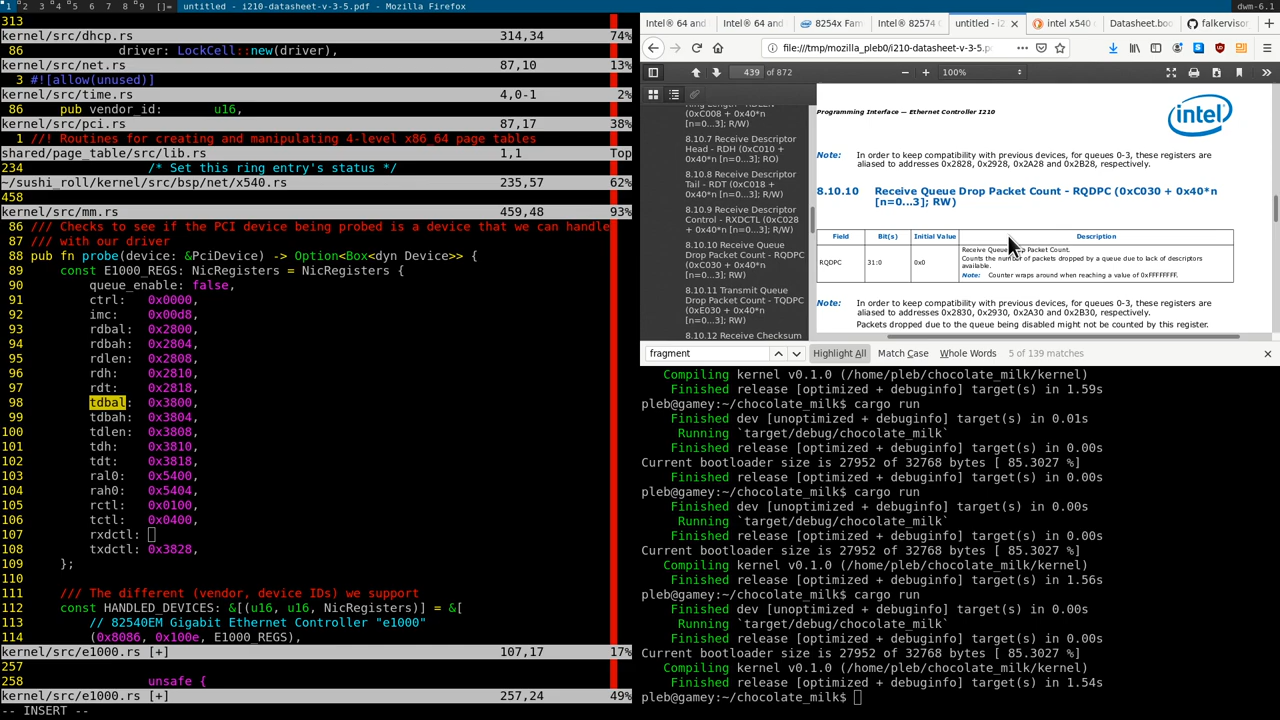 1 2 3 4 6 7 8 9 []= untitled - i210-datasheet-v-3-5.pdf - Mozilla Firefox dwm-6.1
313
kernel/src/dhcp.rs 314,34 74%
86 driver: LockCell::new(driver),
kernel/src/net.rs 87,10 13%
3 #![allow(unused)]
kernel/src/time.rs 4,0-1 2%
86 pub vendor_id: u16,
kernel/src/pci.rs 87,17 38%
1 //! Routines for creating and manipulating 4-level x86_64 page tables
shared/page_table/src/lib.rs 1,1 Top
234 /* Set this ring entry's status */
~/sushi_roll/kernel/src/bsp/net/x540.rs 235,57 62%
458
kernel/src/mm.rs 459,48 93%
86 /// Checks to see if the PCI device being probed is a device that we can handle
87 /// with our driver
88 pub fn probe(device: &PciDevice) -> Option<Box<dyn Device>> {
89 const E1000_REGS: NicRegisters = NicRegisters {
90 queue_enable: false,
91 ctrl: 0x0000,
92 imc: 0x00d8,
93 rdbal: 0x2800,
94 rdbah: 0x2804,
95 rdlen: 0x2808,
96 rdh: 0x2810,
97 rdt: 0x2818,
98 tdbal: 0x3800,
99 tdbah: 0x3804,
100 tdlen: 0x3808,
101 tdh: 0x3810,
102 tdt: 0x3818,
103 ral0: 0x5400,
104 rah0: 0x5404,
105 rctl: 0x0100,
106 tctl: 0x0400,
107 rxdctl:
108 txdctl: 0x3828,
109 };
110
111 /// The different (vendor, device IDs) we support
112 const HANDLED_DEVICES: &[(u16, u16, NicRegisters)] = &[
113 // 82540EM Gigabit Ethernet Controller "e1000"
114 (0x8086, 0x100e, E1000_REGS),
kernel/src/e1000.rs [+] 107,17 17%
257
258 unsafe {
kernel/src/e1000.rs [+] 257,24 49%
-- INSERT --
Intel® 64 and Intel® 64 and 8254x Fam Intel® 82574 untitled - i2 intel x540 Datasheet.boo falkervisor
file:///tmp/mozilla_pleb0/i210-datasheet-v-3-5.p
439 of 872 100%
Ring Length - RDLEN
(0xC008 + 0x40*n
[n=0...3]; R/W)
8.10.7 Receive Descriptor
Head - RDH (0xC010 +
0x40*n [n=0...3]; RO)
8.10.8 Receive Descriptor
Tail - RDT (0xC018 +
0x40*n [n=0...3]; R/W)
8.10.9 Receive Descriptor
Control - RXDCTL (0xC028
+ 0x40*n [n=0...3]; R/W)
8.10.10 Receive Queue
Drop Packet Count - RQDPC
(0xC030 + 0x40*n
[n=0...3]; RW)
8.10.11 Transmit Queue
Drop Packet Count - TQDPC
(0xE030 + 0x40*n
[n=0...3]; RW)
8.10.12 Receive Checksum
Programming Interface — Ethernet Controller I210
intel
Note: In order to keep compatibility with previous devices, for queues 0-3, these registers are
aliased to addresses 0x2828, 0x2928, 0x2A28 and 0x2B28, respectively.
8.10.10 Receive Queue Drop Packet Count - RQDPC (0xC030 + 0x40*n
[n=0...3]; RW)
Field Bit(s) Initial Value Description
RQDPC 31:0 0x0 Receive Queue Drop Packet Count.
Counts the number of packets dropped by a queue due to lack of descriptors
available.
Note: Counter wraps around when reaching a value of 0xFFFFFFFF.
Note: In order to keep compatibility with previous devices, for queues 0-3, these registers are
aliased to addresses 0x2830, 0x2930, 0x2A30 and 0x2B30, respectively.
Packets dropped due to the queue being disabled might not be counted by this register.
fragment Highlight All Match Case Whole Words 5 of 139 matches
Compiling kernel v0.1.0 (/home/pleb/chocolate_milk/kernel)
Finished release [optimized + debuginfo] target(s) in 1.59s
pleb@gamey:~/chocolate_milk$ cargo run
Finished dev [unoptimized + debuginfo] target(s) in 0.01s
Running `target/debug/chocolate_milk`
Finished release [optimized + debuginfo] target(s) in 0.00s
Current bootloader size is 27952 of 32768 bytes [ 85.3027 %]
Finished release [optimized + debuginfo] target(s) in 0.00s
pleb@gamey:~/chocolate_milk$ cargo run
Finished dev [unoptimized + debuginfo] target(s) in 0.00s
Running `target/debug/chocolate_milk`
Finished release [optimized + debuginfo] target(s) in 0.00s
Current bootloader size is 27952 of 32768 bytes [ 85.3027 %]
Compiling kernel v0.1.0 (/home/pleb/chocolate_milk/kernel)
Finished release [optimized + debuginfo] target(s) in 1.56s
pleb@gamey:~/chocolate_milk$ cargo run
Finished dev [unoptimized + debuginfo] target(s) in 0.00s
Running `target/debug/chocolate_milk`
Finished release [optimized + debuginfo] target(s) in 0.00s
Current bootloader size is 27952 of 32768 bytes [ 85.3027 %]
Compiling kernel v0.1.0 (/home/pleb/chocolate_milk/kernel)
Finished release [optimized + debuginfo] target(s) in 1.54s
pleb@gamey:~/chocolate_milk$